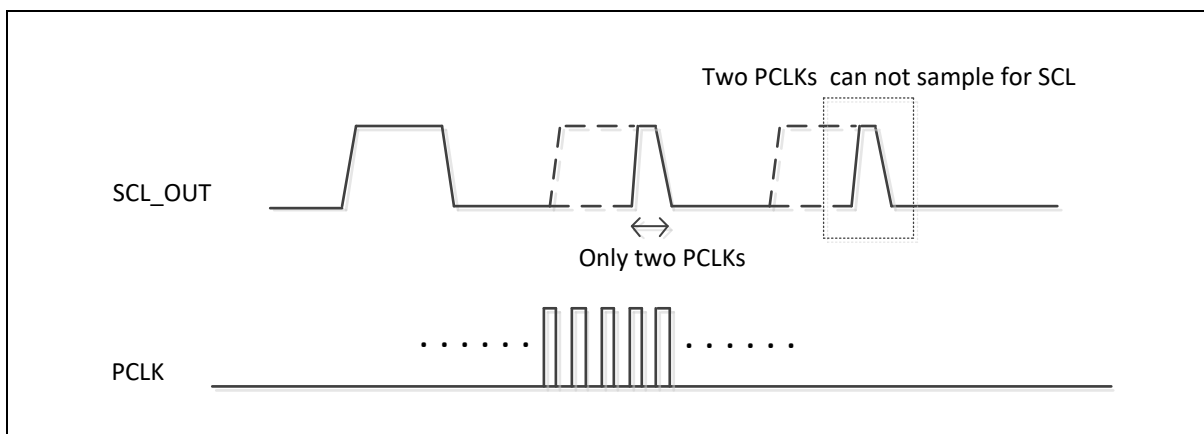 Two PCLKs can not sample for SCL
SCL_OUT
Only two PCLKs
PCLK